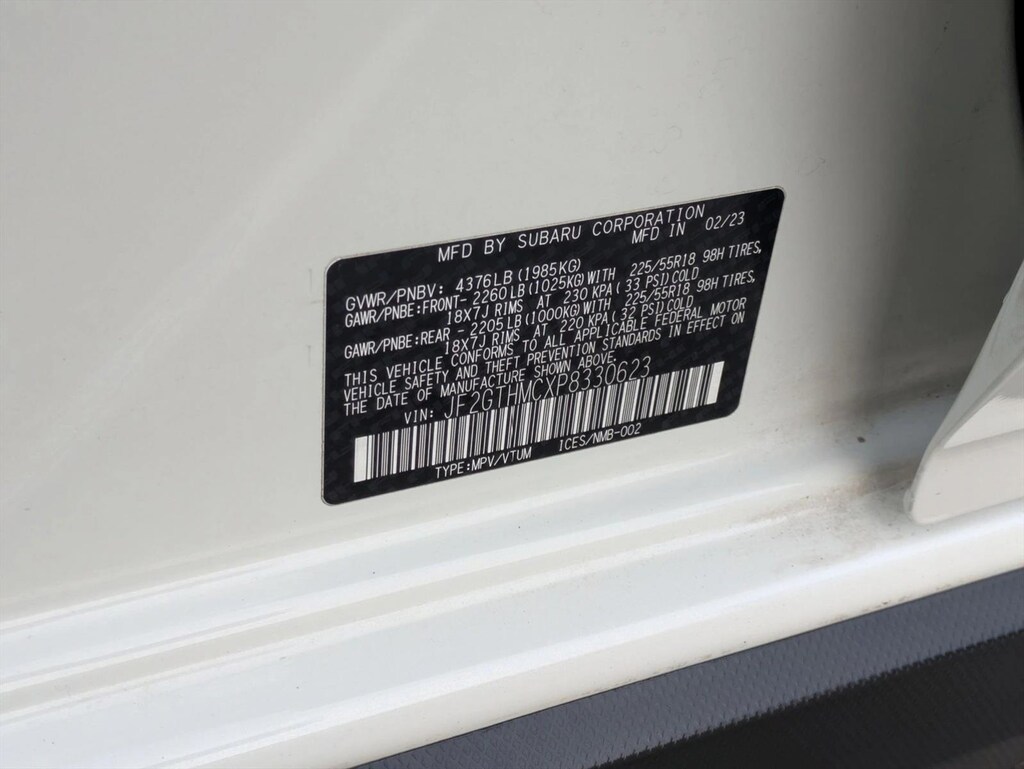 MFD BY SUBARU CORPORATION
MFD IN 02/23
GVWR/PNBV: 4376LB(1985KG)
GAWR/PNBE:FRONT- 2260LB(1025KG)WITH 225/55R18 98H TIRES,
18X7J RIMS AT 230 KPA( 33 PSI)COLD
GAWR/PNBE:REAR - 2205LB(1000KG)WITH 225/55R18 98H TIRES,
18X7J RIMS AT 220 KPA( 32 PSI)COLD
THIS VEHICLE CONFORMS TO ALL APPLICABLE FEDERAL MOTOR
VEHICLE SAFETY AND THEFT PREVENTION STANDARDS IN EFFECT ON
THE DATE OF MANUFACTURE SHOWN ABOVE.
VIN: JF2GTHMCXP8330623
TYPE:MPV/VTUM ICES/NMB-002